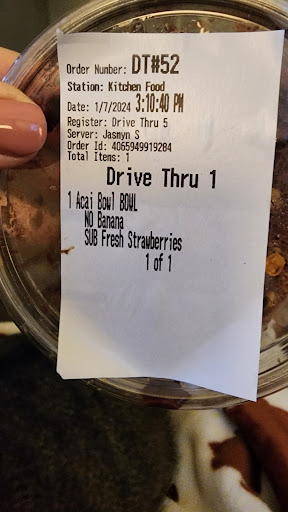 Order Number: DT#52
Station: Kitchen Food
Date: 1/7/2024 3:10:40 PM
Register: Drive Thru 5
Server: Jasmyn S
Order Id: 4065949919284
Total Items: 1
Drive Thru 1
1 Acai Bowl BOWL
NO Banana
SUB Fresh Strawberries
1 of 1